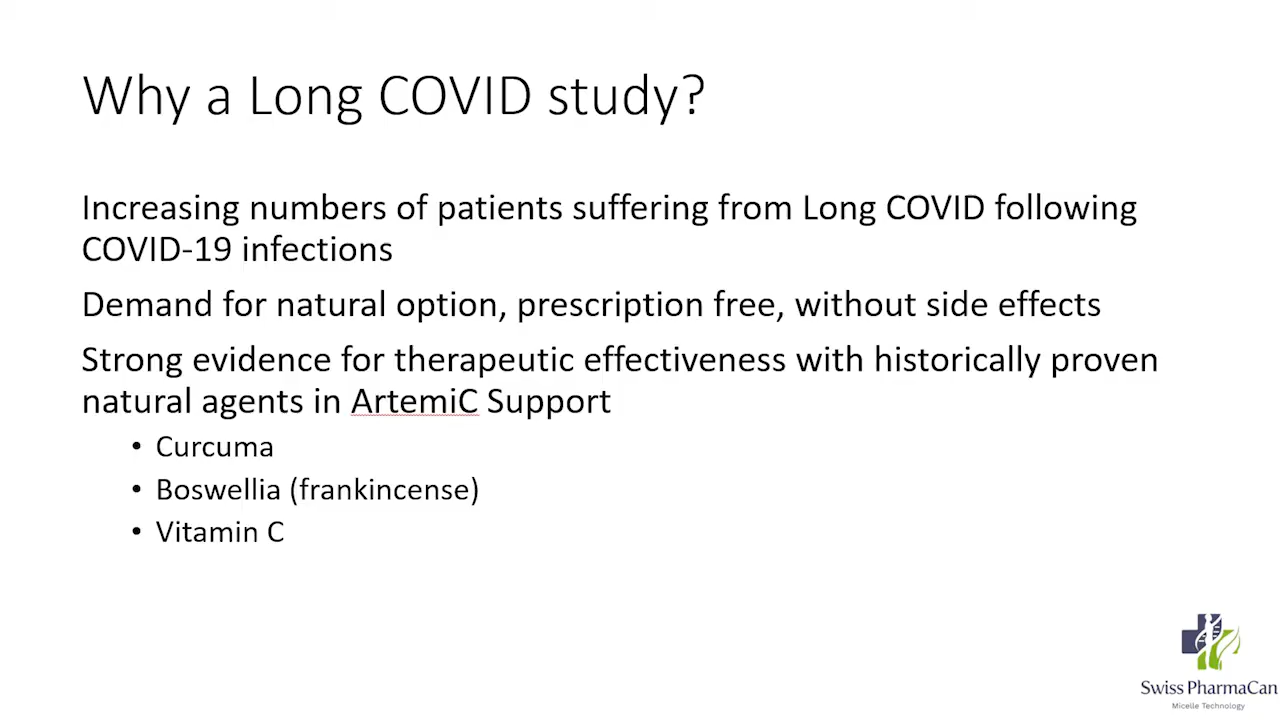 Why a Long COVID study?
Increasing numbers of patients suffering from Long COVID following
COVID-19 infections
Demand for natural option, prescription free, without side effects
Strong evidence for therapeutic effectiveness with historically proven
natural agents in ArtemiC Support
• Curcuma
• Boswellia (frankincense)
• Vitamin C
Swiss PharmaCan
Micelle Technology